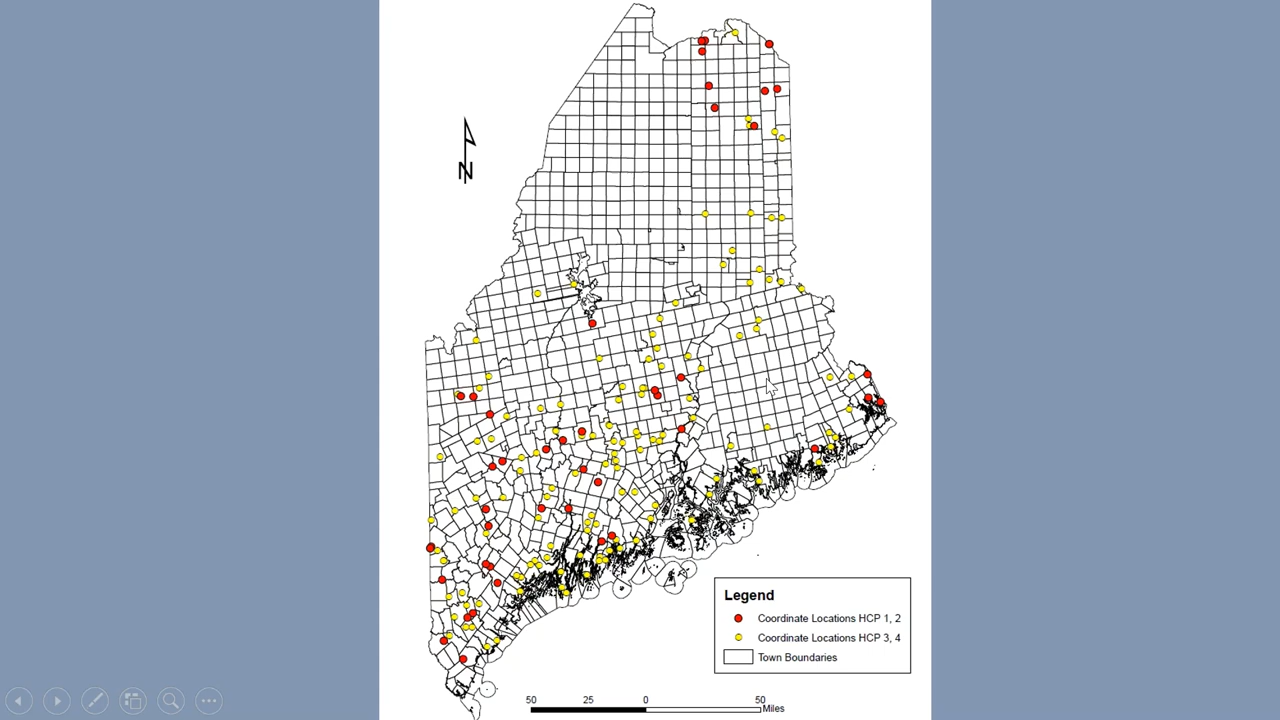 N
Legend
Coordinate Locations HCP 1, 2
Coordinate Locations HCP 3, 4
Town Boundaries
50 25 0 50
Miles